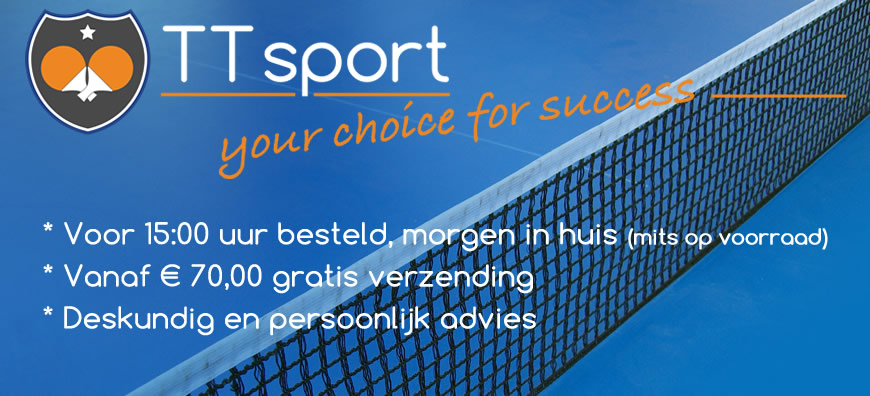 TTsport
your choice for success
* Voor 15:00 uur besteld, morgen in huis (mits op voorraad)
* Vanaf € 70,00 gratis verzending
* Deskundig en persoonlijk advies